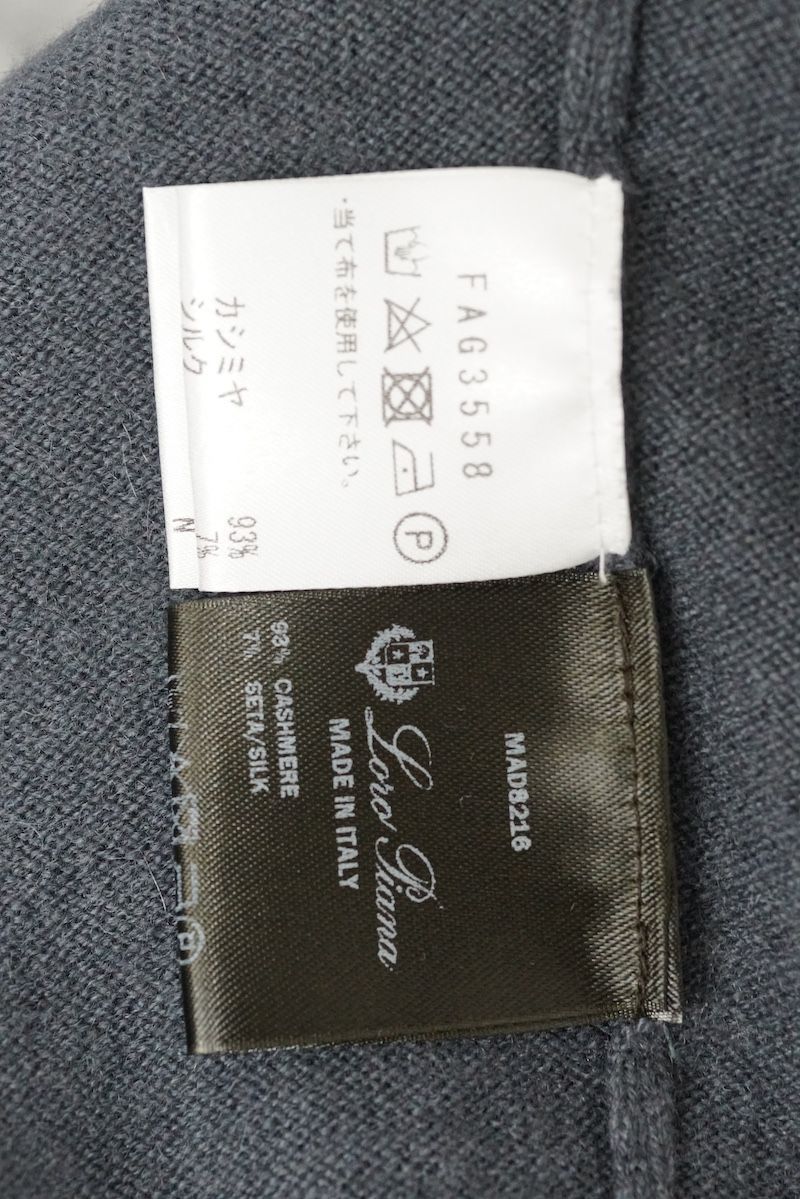 FAG3558
P
・当て布を使用して下さい。
カシミヤ 93%
シルク 7%
N
MAD8216
Loro Piana
MADE IN ITALY
93% CASHMERE
7% SETA/SILK
P